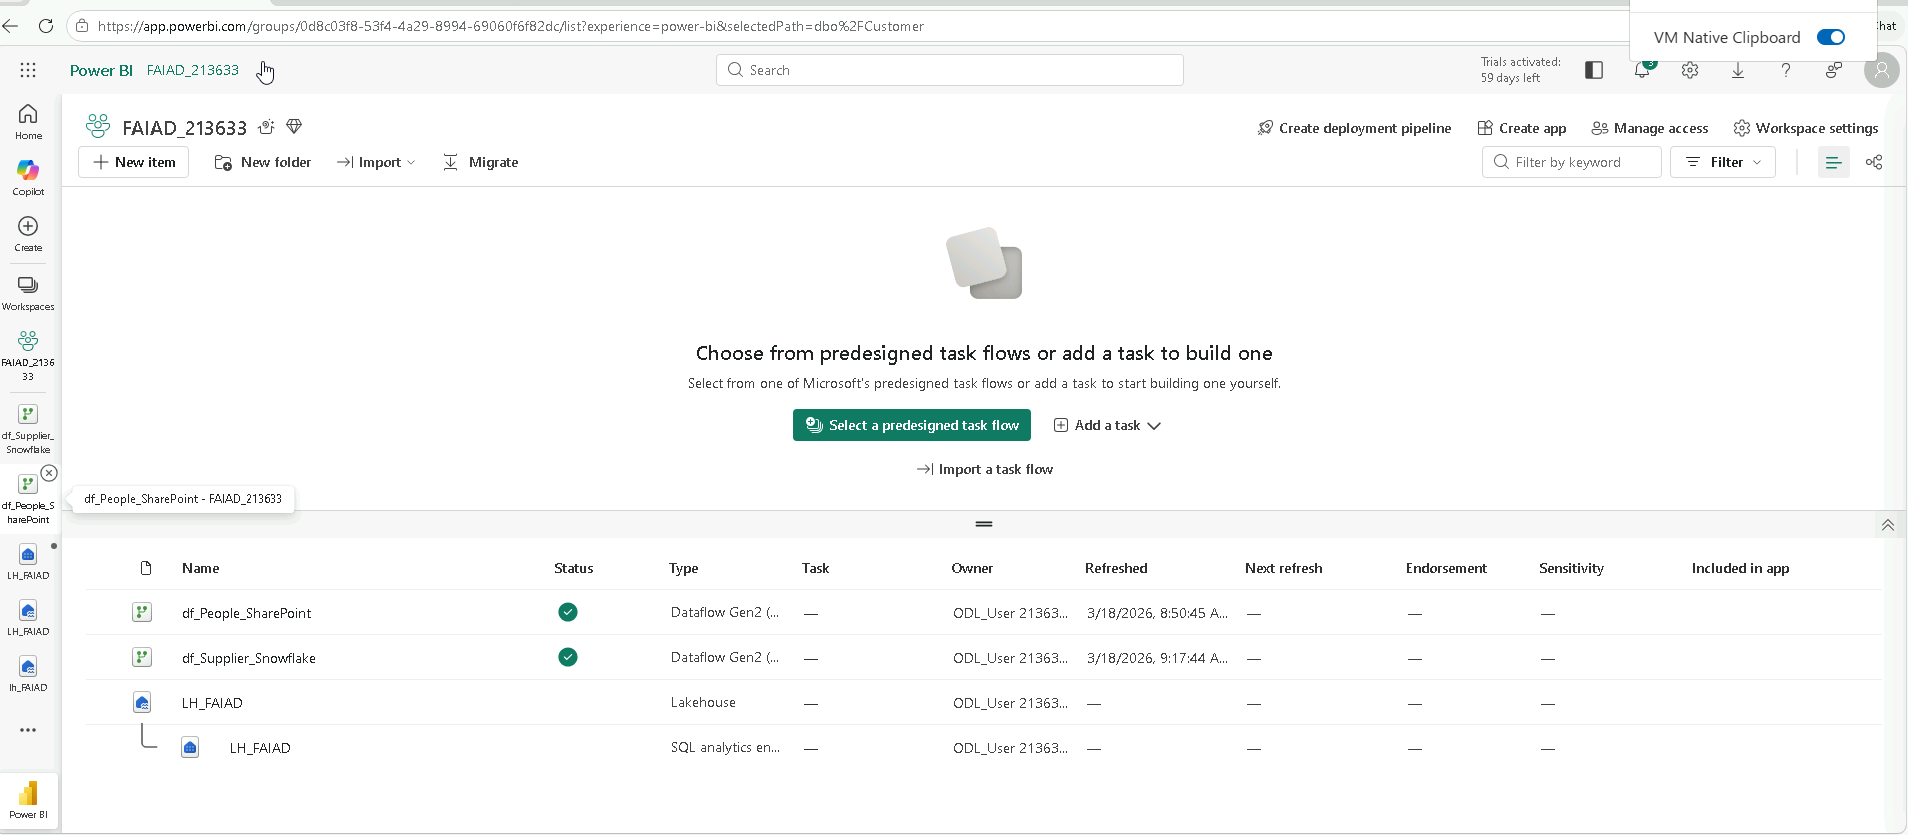 https://app.powerbi.com/groups/0d8c03f8-53f4-4a29-8994-69060f6f82dc/list?experience=power-bi&selectedPath=dbo%2FCustomer
VM Native Clipboard
hat
Power BI FAIAD_213633
Search
Trials activated:
59 days left
3
Home
Copilot
Create
Workspaces
FAIAD_2136
33
df_Supplier_
Snowflake
df_People_S
harePoint
LH_FAIAD
LH_FAIAD
lh_FAIAD
Power BI
FAIAD_213633
Create deployment pipeline
Create app
Manage access
Workspace settings
New item
New folder
Import
Migrate
Filter by keyword
Filter
Choose from predesigned task flows or add a task to build one
Select from one of Microsoft's predesigned task flows or add a task to start building one yourself.
Select a predesigned task flow
Add a task
Import a task flow
df_People_SharePoint - FAIAD_213633
Name Status Type Task Owner Refreshed Next refresh Endorsement Sensitivity Included in app
df_People_SharePoint Dataflow Gen2 (... — ODL_User 21363... 3/18/2026, 8:50:45 A... — — —
df_Supplier_Snowflake Dataflow Gen2 (... — ODL_User 21363... 3/18/2026, 9:17:44 A... — — —
LH_FAIAD Lakehouse — ODL_User 21363... — — — —
LH_FAIAD SQL analytics en... — ODL_User 21363... — — — —